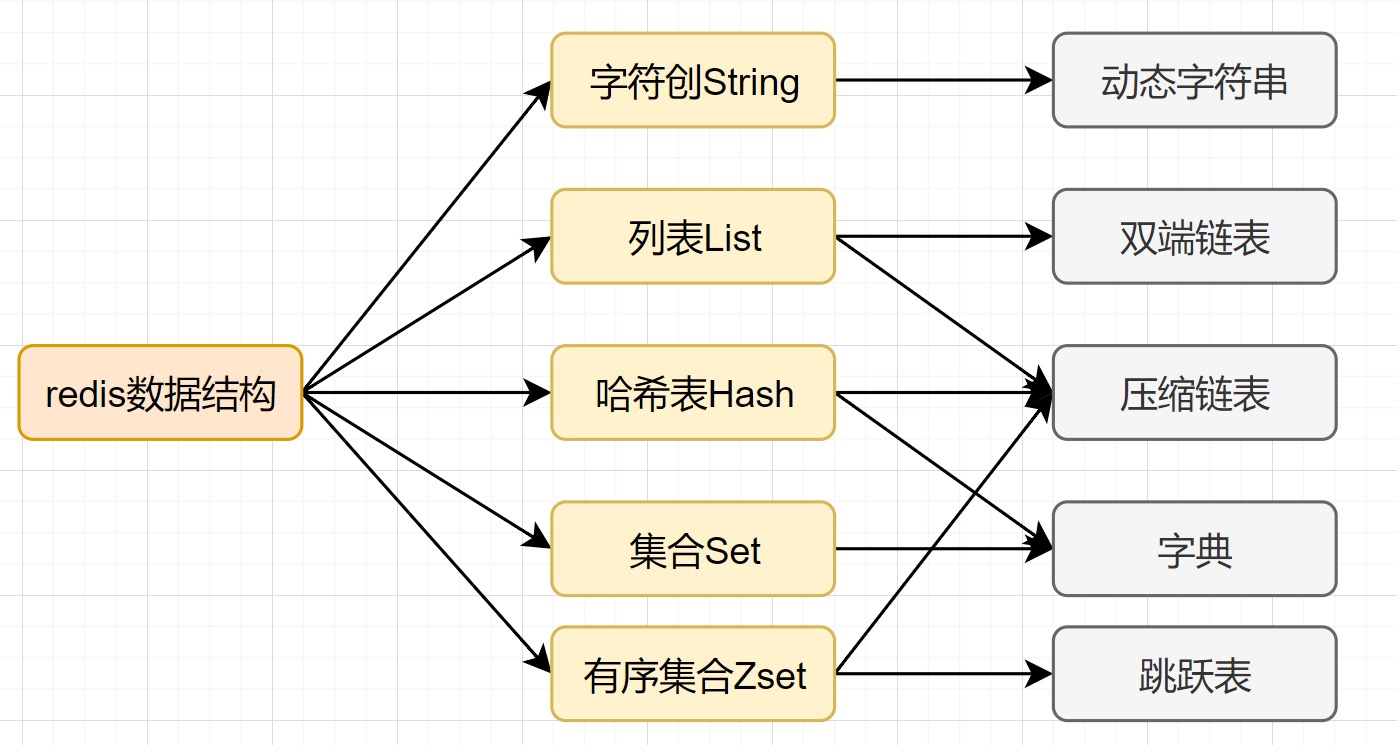 字符创String
动态字符串
列表List
双端链表
redis数据结构
哈希表Hash
压缩链表
集合Set
字典
有序集合Zset
跳跃表